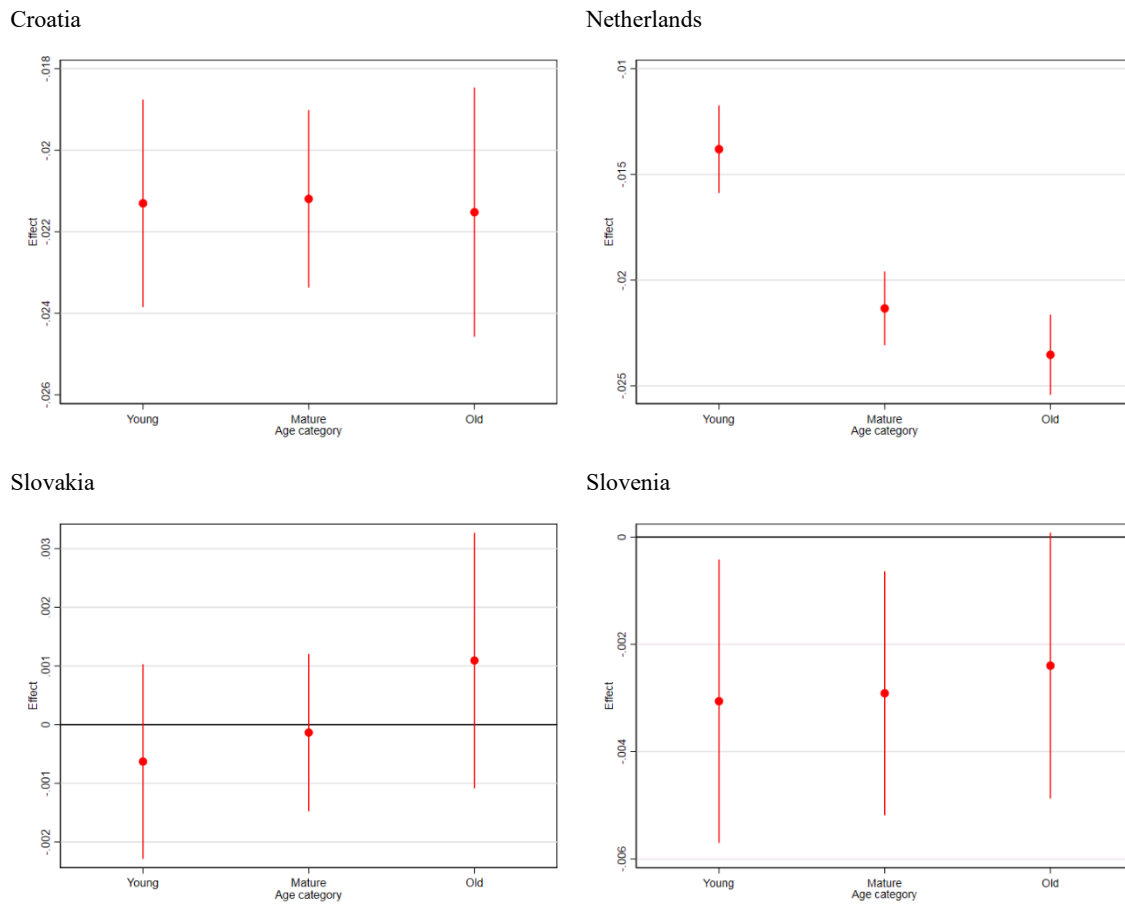 Croatia
-.018
-.02
-.022
-.024
-.026
Effect
Young
Mature
Old
Age category
Netherlands
-.01
-.015
-.02
-.025
Effect
Young
Mature
Old
Age category
Slovakia
.003
.002
.001
0
-.001
-.002
Effect
Young
Mature
Old
Age category
Slovenia
0
-.002
-.004
-.006
Effect
Young
Mature
Old
Age category